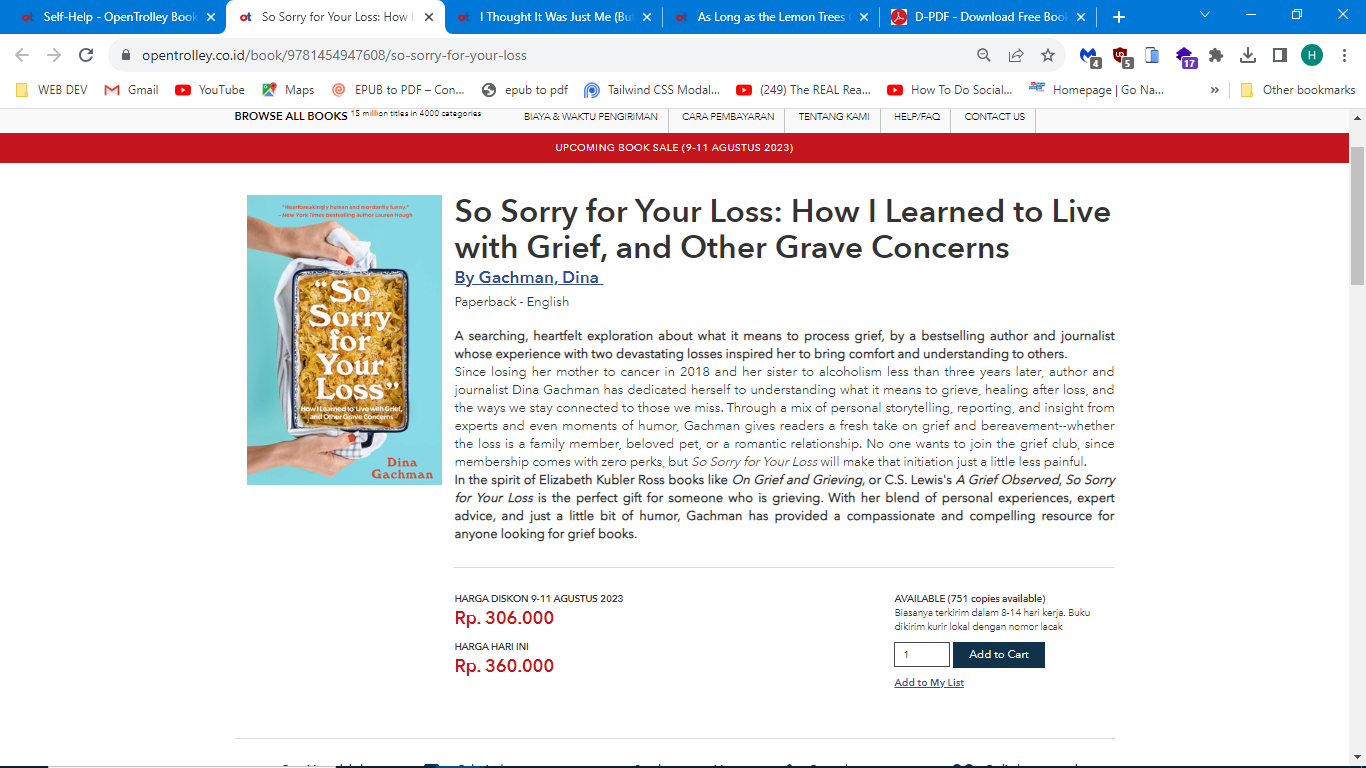 Self-Help - OpenTrolley Book
So Sorry for Your Loss: How I
I Thought It Was Just Me (Bu
As Long as the Lemon Trees
D-PDF - Download Free Boo
opentrolley.co.id/book/9781454947608/so-sorry-for-your-loss
4
5
17
H
WEB DEV
Gmail
YouTube
Maps
EPUB to PDF – Con...
epub to pdf
Tailwind CSS Modal...
(249) The REAL Rea...
How To Do Social...
Homepage | Go Na...
»
Other bookmarks
BROWSE ALL BOOKS 15 million titles in 4000 categories
BIAYA & WAKTU PENGIRIMAN
CARA PEMBAYARAN
TENTANG KAMI
HELP/FAQ
CONTACT US
UPCOMING BOOK SALE (9-11 AGUSTUS 2023)
"Heartbreakingly human and mordantly funny."
—New York Times bestselling author Lauren Hough
"So
Sorry
for
Your
Loss"
How I Learned to Live with Grief,
and Other Grave Concerns
Dina
Gachman
So Sorry for Your Loss: How I Learned to Live
with Grief, and Other Grave Concerns
By Gachman, Dina
Paperback - English
A searching, heartfelt exploration about what it means to process grief, by a bestselling author and journalist
whose experience with two devastating losses inspired her to bring comfort and understanding to others.
Since losing her mother to cancer in 2018 and her sister to alcoholism less than three years later, author and
journalist Dina Gachman has dedicated herself to understanding what it means to grieve, healing after loss, and
the ways we stay connected to those we miss. Through a mix of personal storytelling, reporting, and insight from
experts and even moments of humor, Gachman gives readers a fresh take on grief and bereavement--whether
the loss is a family member, beloved pet, or a romantic relationship. No one wants to join the grief club, since
membership comes with zero perks, but So Sorry for Your Loss will make that initiation just a little less painful.
In the spirit of Elizabeth Kubler Ross books like On Grief and Grieving, or C.S. Lewis's A Grief Observed, So Sorry
for Your Loss is the perfect gift for someone who is grieving. With her blend of personal experiences, expert
advice, and just a little bit of humor, Gachman has provided a compassionate and compelling resource for
anyone looking for grief books.
HARGA DISKON 9-11 AGUSTUS 2023
Rp. 306.000
HARGA HARI INI
Rp. 360.000
AVAILABLE (751 copies available)
Biasanya terkirim dalam 8-14 hari kerja. Buku
dikirim kurir lokal dengan nomor lacak
1
Add to Cart
Add to My List